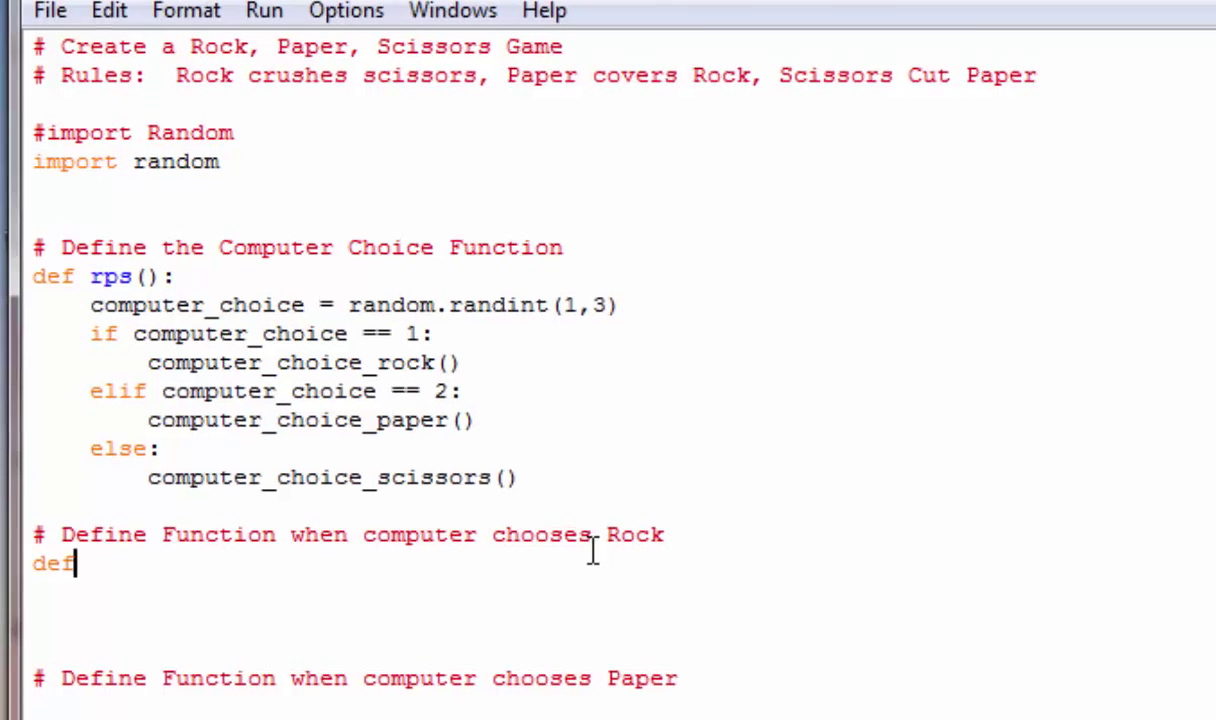 File Edit Format Run Options Windows Help
# Create a Rock, Paper, Scissors Game
# Rules:  Rock crushes scissors, Paper covers Rock, Scissors Cut Paper
#import Random
import random
# Define the Computer Choice Function
def rps():
    computer_choice = random.randint(1,3)
    if computer_choice == 1:
        computer_choice_rock()
    elif computer_choice == 2:
        computer_choice_paper()
    else:
        computer_choice_scissors()
# Define Function when computer chooses Rock
def
# Define Function when computer chooses Paper